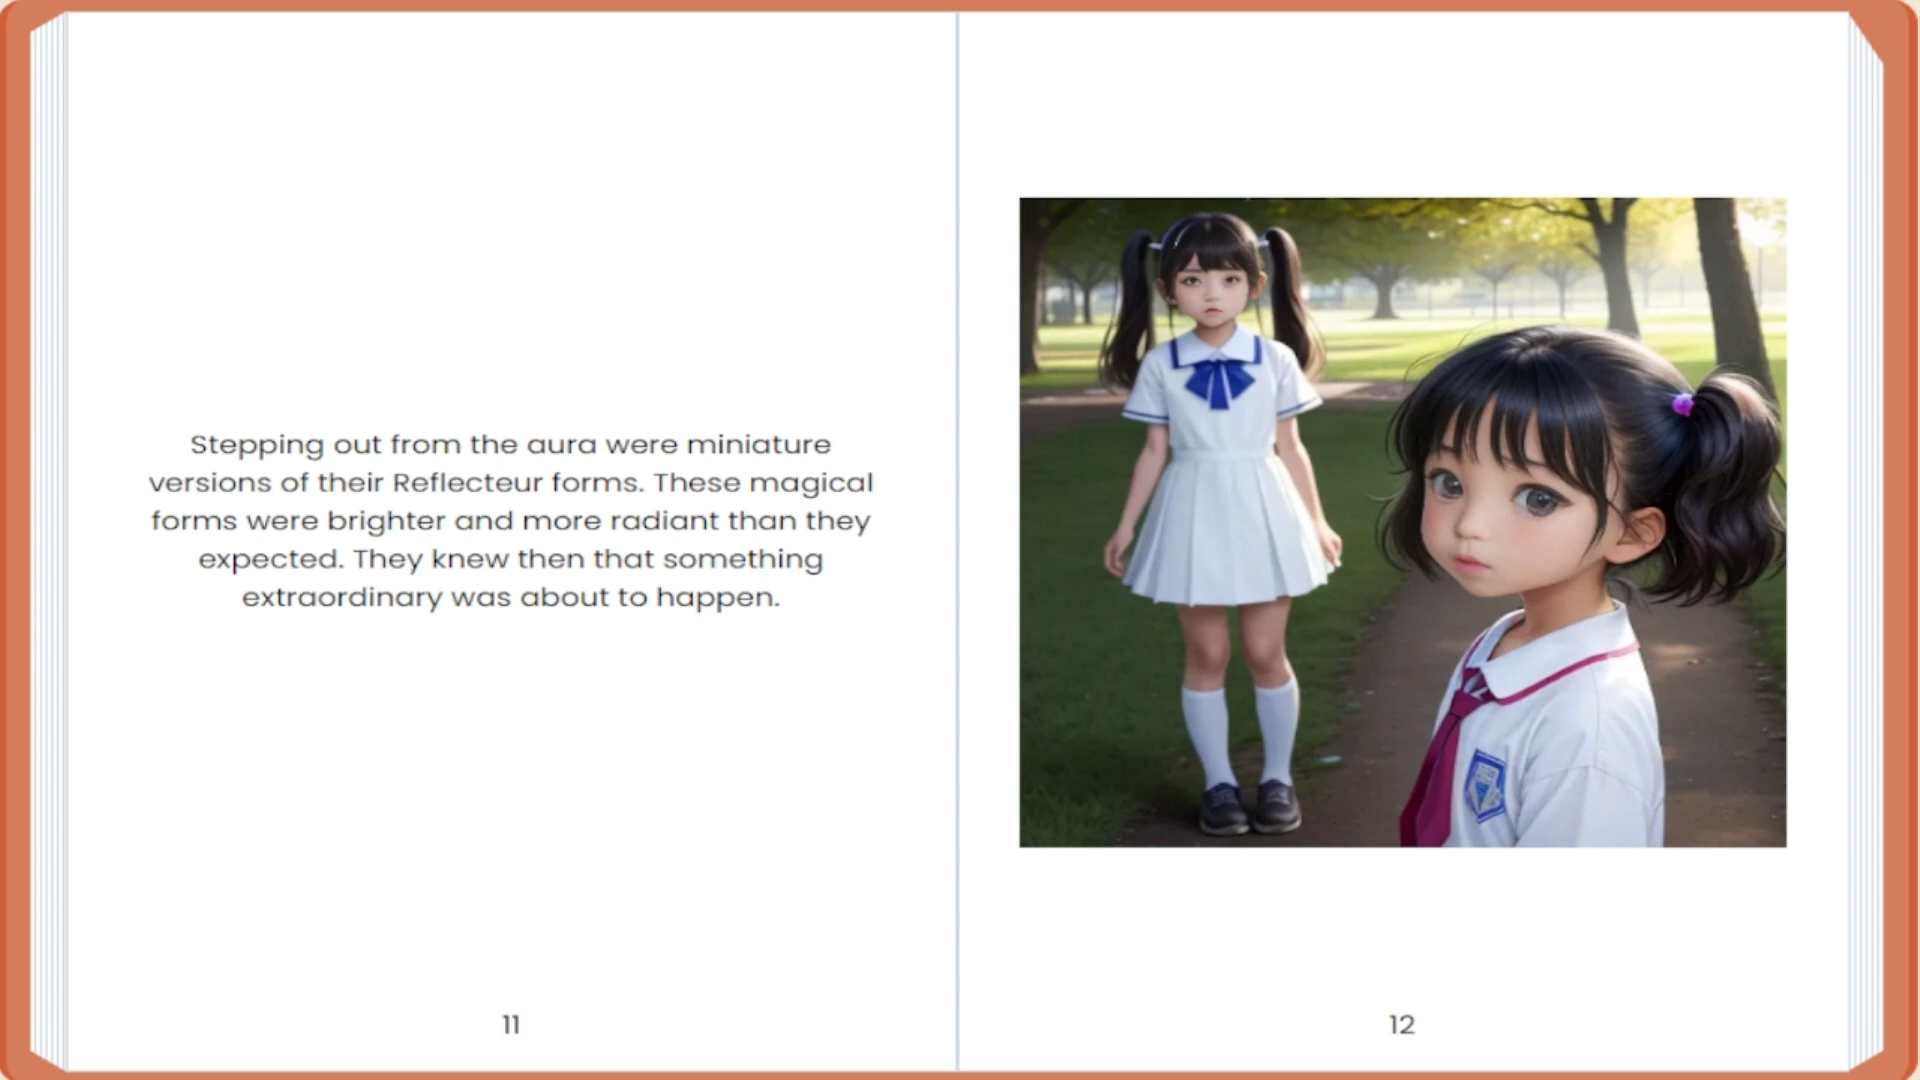 Stepping out from the aura were miniature
versions of their Reflecteur forms. These magical
forms were brighter and more radiant than they
expected. They knew then that something
extraordinary was about to happen.
11
12